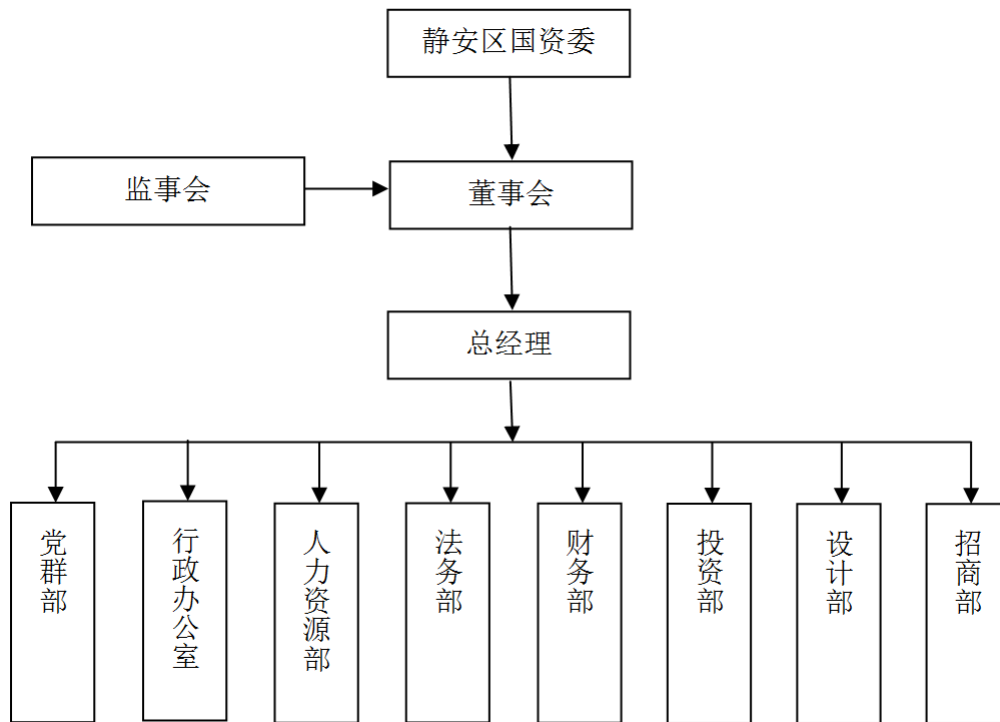 静安区国资委
监事会
董事会
总经理
党群部
行政办公室
人力资源部
法务部
财务部
投资部
设计部
招商部